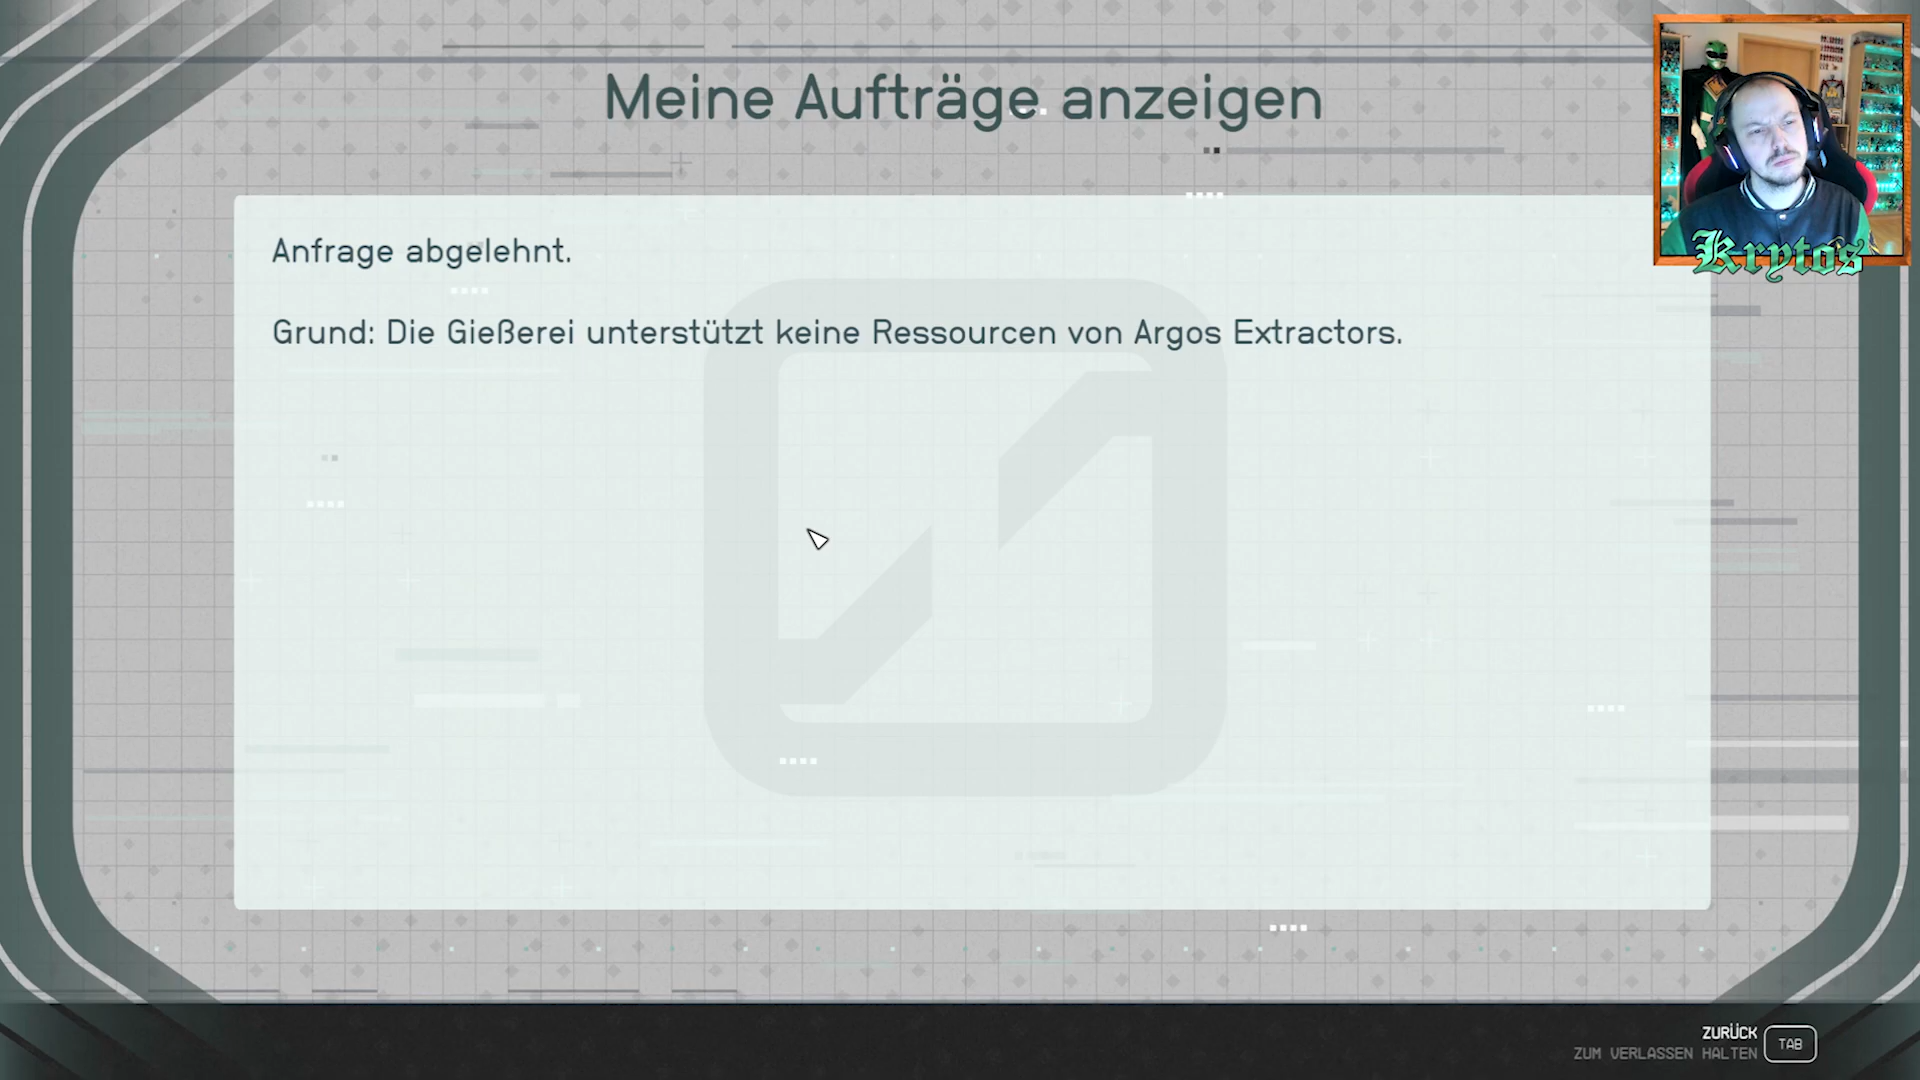 Meine Aufträge anzeigen
Krytos
Anfrage abgelehnt.
Grund: Die Gießerei unterstützt keine Ressourcen von Argos Extractors.
ZURÜCK
ZUM VERLASSEN HALTEN
TAB